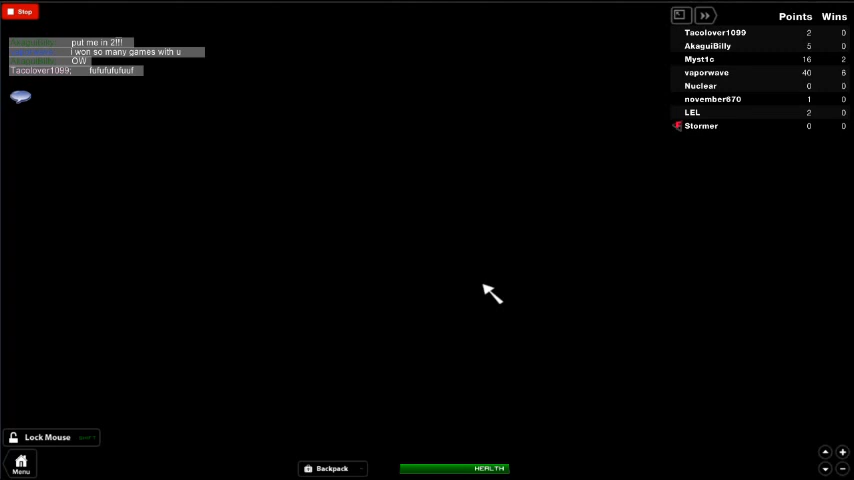 Stop
AkaguiBilly put me in 2!!!
i won so many games with u
AkaguiBilly OW
Tacolover1099; fufufufufuuf
Points Wins
Tacolover1099 2 0
AkaguiBilly 5 0
Myst1c 16 2
vaporwave 40 6
Nuclear 0 0
november670 1 0
LEL 2 0
Stormer 0 0
Lock Mouse
Menu
Backpack
HEALTH